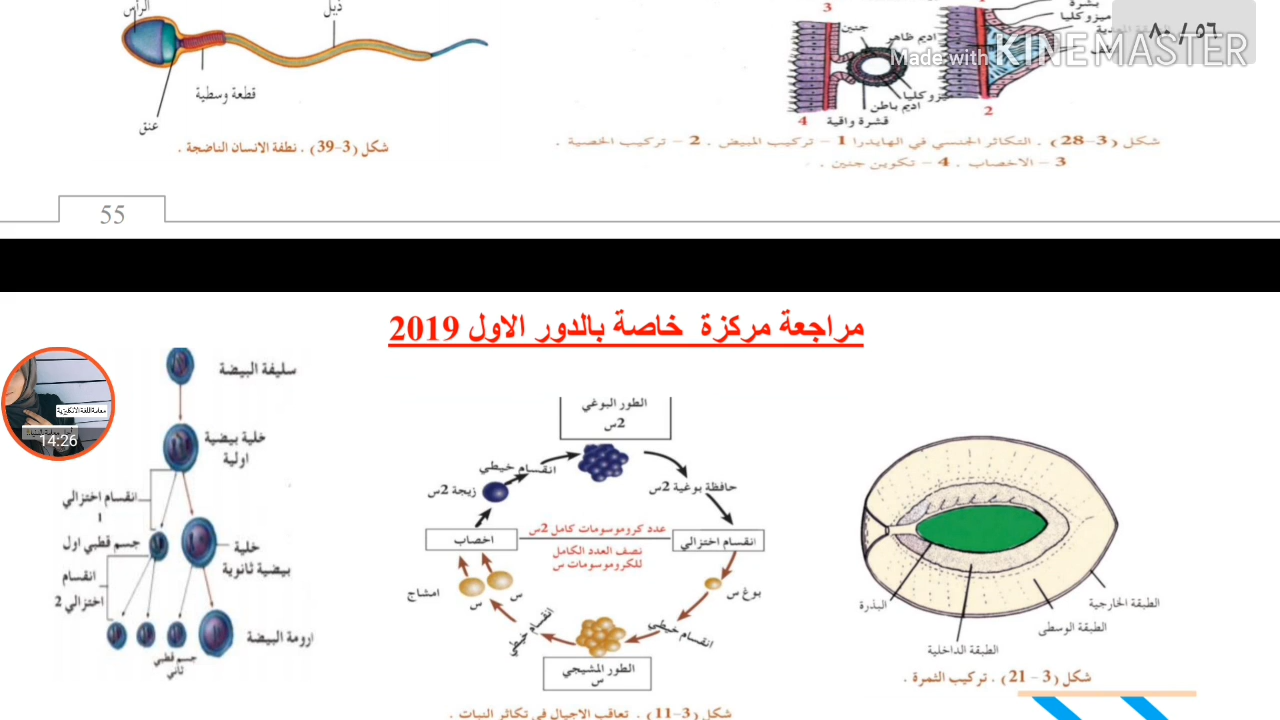 الرأس
ذيل
قطعة وسطية
عنق
شكل (3-39) . نطفة الانسان الناضجة .
3
جنين
اديم ظاهر
ميزوكليا
اديم باطن
قشرة واقية
4
بشرة
ميزوكليا
2
٥٦ / ٨٠
Made with KINEMASTER
شكل (3-28) . التكاثر الجنسي في الهايدرا 1 - تركيب المبيض . 2 - تركيب الخصية .
3 - الاخصاب . 4 - تكوين جنين .
55
مراجعة مركزة خاصة بالدور الاول 2019
سليفة البيضة
خلية بيضية
اولية
انقسام اختزالي
1
جسم قطبي اول
خلية
بيضية ثانوية
انقسام
اختزالي 2
ارومة البيضة
جسم قطبي
ثاني
14:26
الطور البوغي
2س
انقسام خيطي
زيجة 2س
حافظة بوغية 2س
عدد كروموسومات كامل 2س
اخصاب
انقسام اختزالي
نصف العدد الكامل
للكروموسومات س
امشاج
س
س
بوغ س
انقسام خيطي
انقسام خيطي
الطور المشيجي
س
شكل (3-11) . تعاقب الاجيال في تكاثر النبات .
البذرة
الطبقة الخارجية
الطبقة الوسطى
الطبقة الداخلية
شكل (3 - 21) . تركيب الثمرة .